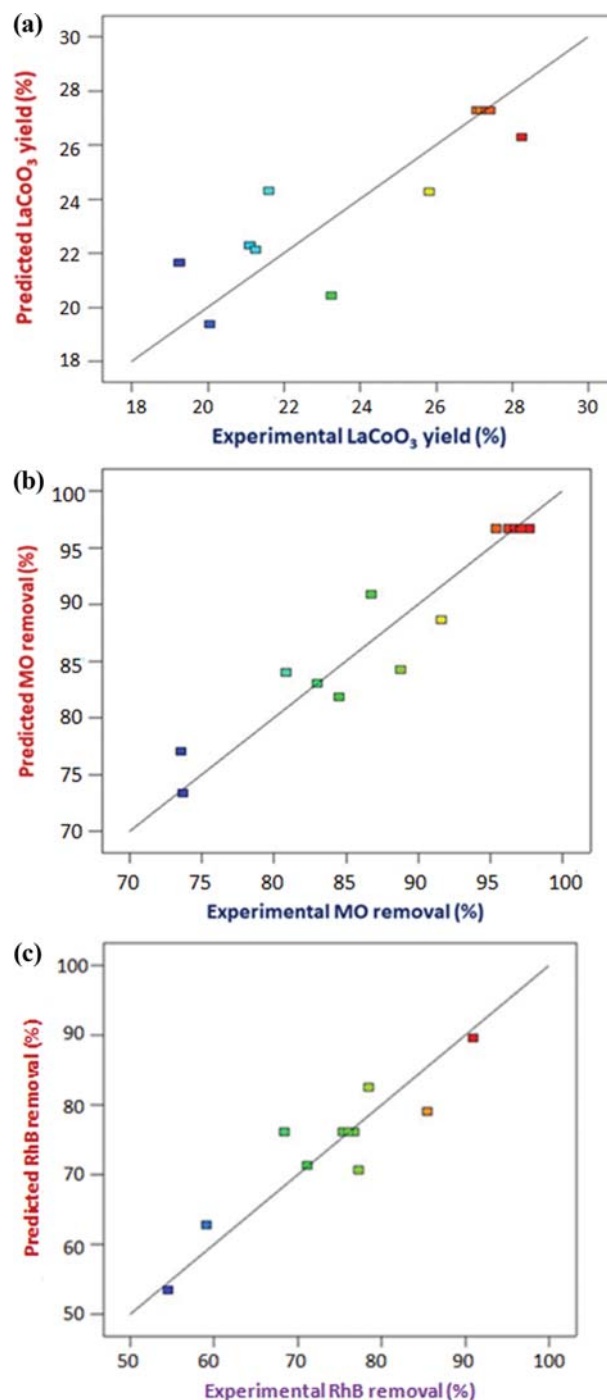 (a)
30
28
26
24
22
20
18
Predicted LaCoO₃ yield (%)
18 20 22 24 26 28 30
Experimental LaCoO₃ yield (%)
(b)
100
95
90
85
80
75
70
Predicted MO removal (%)
70 75 80 85 90 95 100
Experimental MO removal (%)
(c)
100
90
80
70
60
50
Predicted RhB removal (%)
50 60 70 80 90 100
Experimental RhB removal (%)